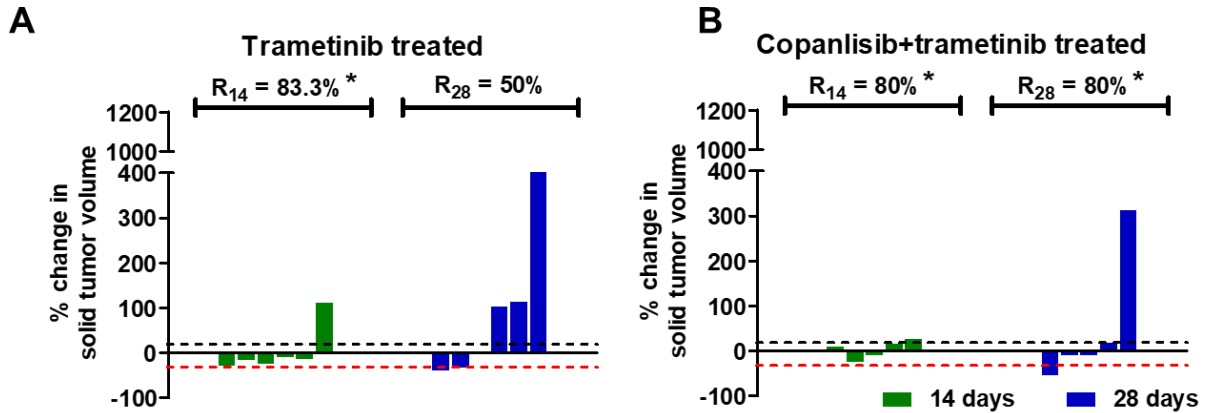 A
Trametinib treated
R14 = 83.3% *
R28 = 50%
% change in
solid tumor volume
1200
1000
400
300
200
100
0
-100
B
Copanlisib+trametinib treated
R14 = 80% *
R28 = 80% *
% change in
solid tumor volume
1200
1000
400
300
200
100
0
-100
14 days
28 days